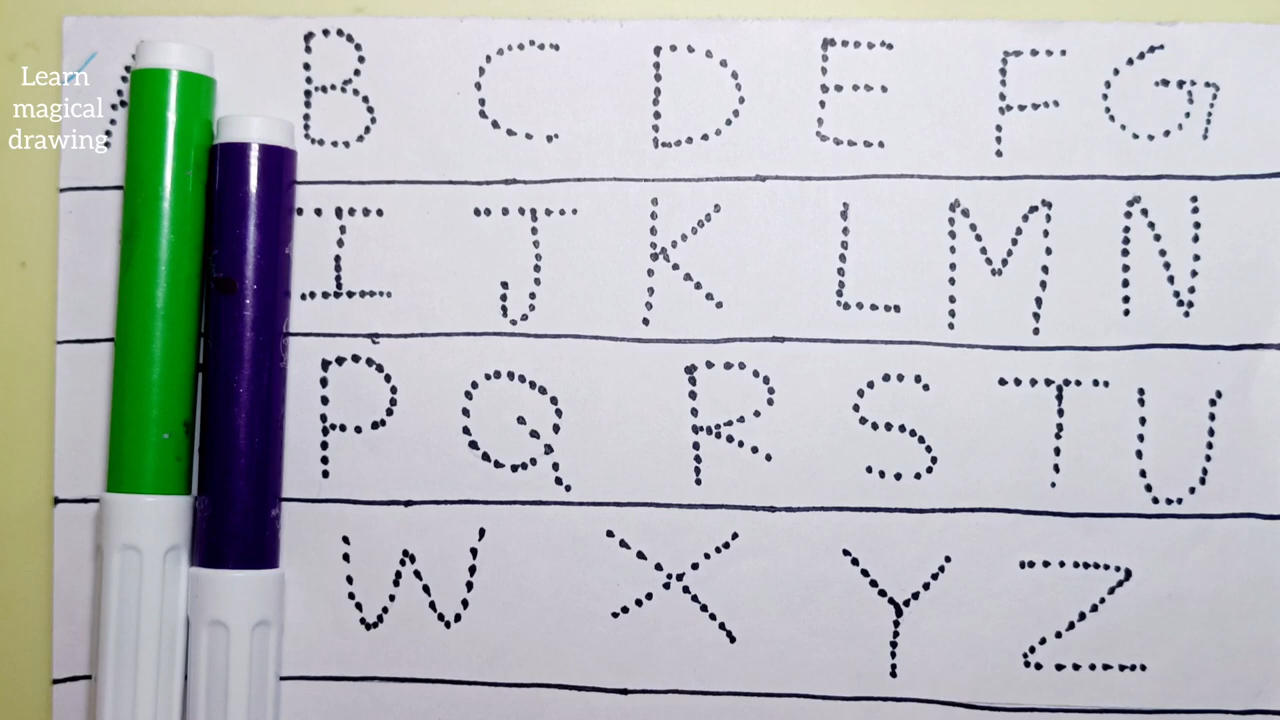 Learn
magical
drawing
A B C D E F G
I J K L M N
P Q R S T U
W X Y Z